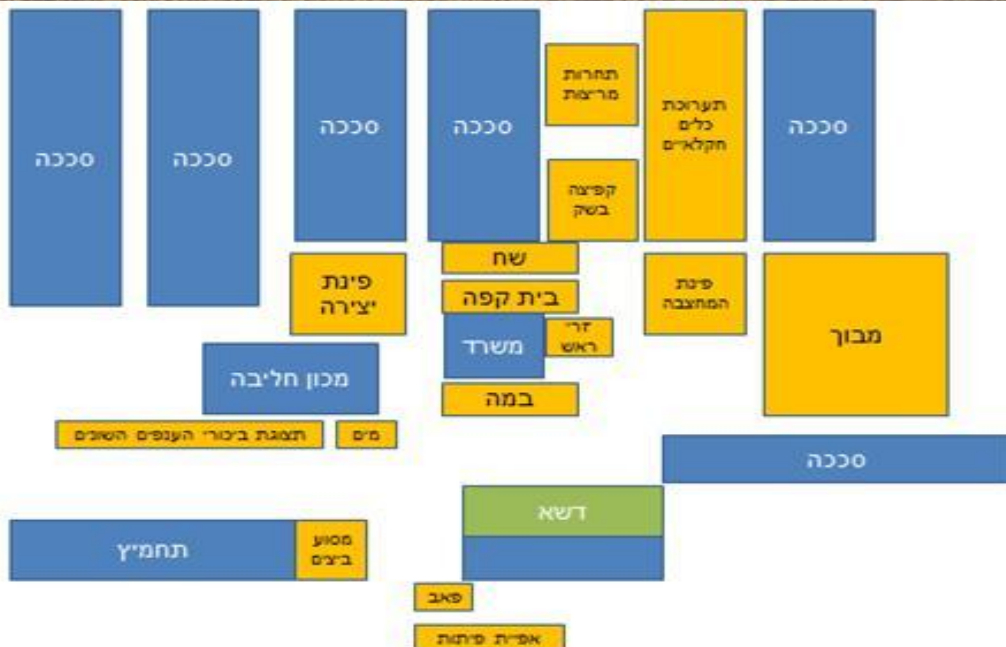 סככה
סככה
סככה
סככה
תחרות
מריצות
תערוכת
כלים
חקלאיים
סככה
קפיצה
בשק
שח
פינת
יצירה
בית קפה
פינת
המחצבה
מבוך
זרי
ראש
משרד
מכון חליבה
במה
תצוגת ביכורי הענפים השונים
מים
סככה
דשא
תחמיץ
מסוע
ביצים
פאב
אפיית פיתות